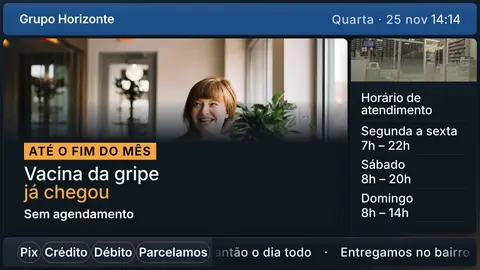 Grupo Horizonte
Quarta · 25 nov 14:14
ATÉ O FIM DO MÊS
Vacina da gripe
já chegou
Sem agendamento
Horário de
atendimento
Segunda a sexta
7h – 22h
Sábado
8h – 20h
Domingo
8h – 14h
Pix Crédito Débito Parcelamos
o dia todo · Entregamos no bairro